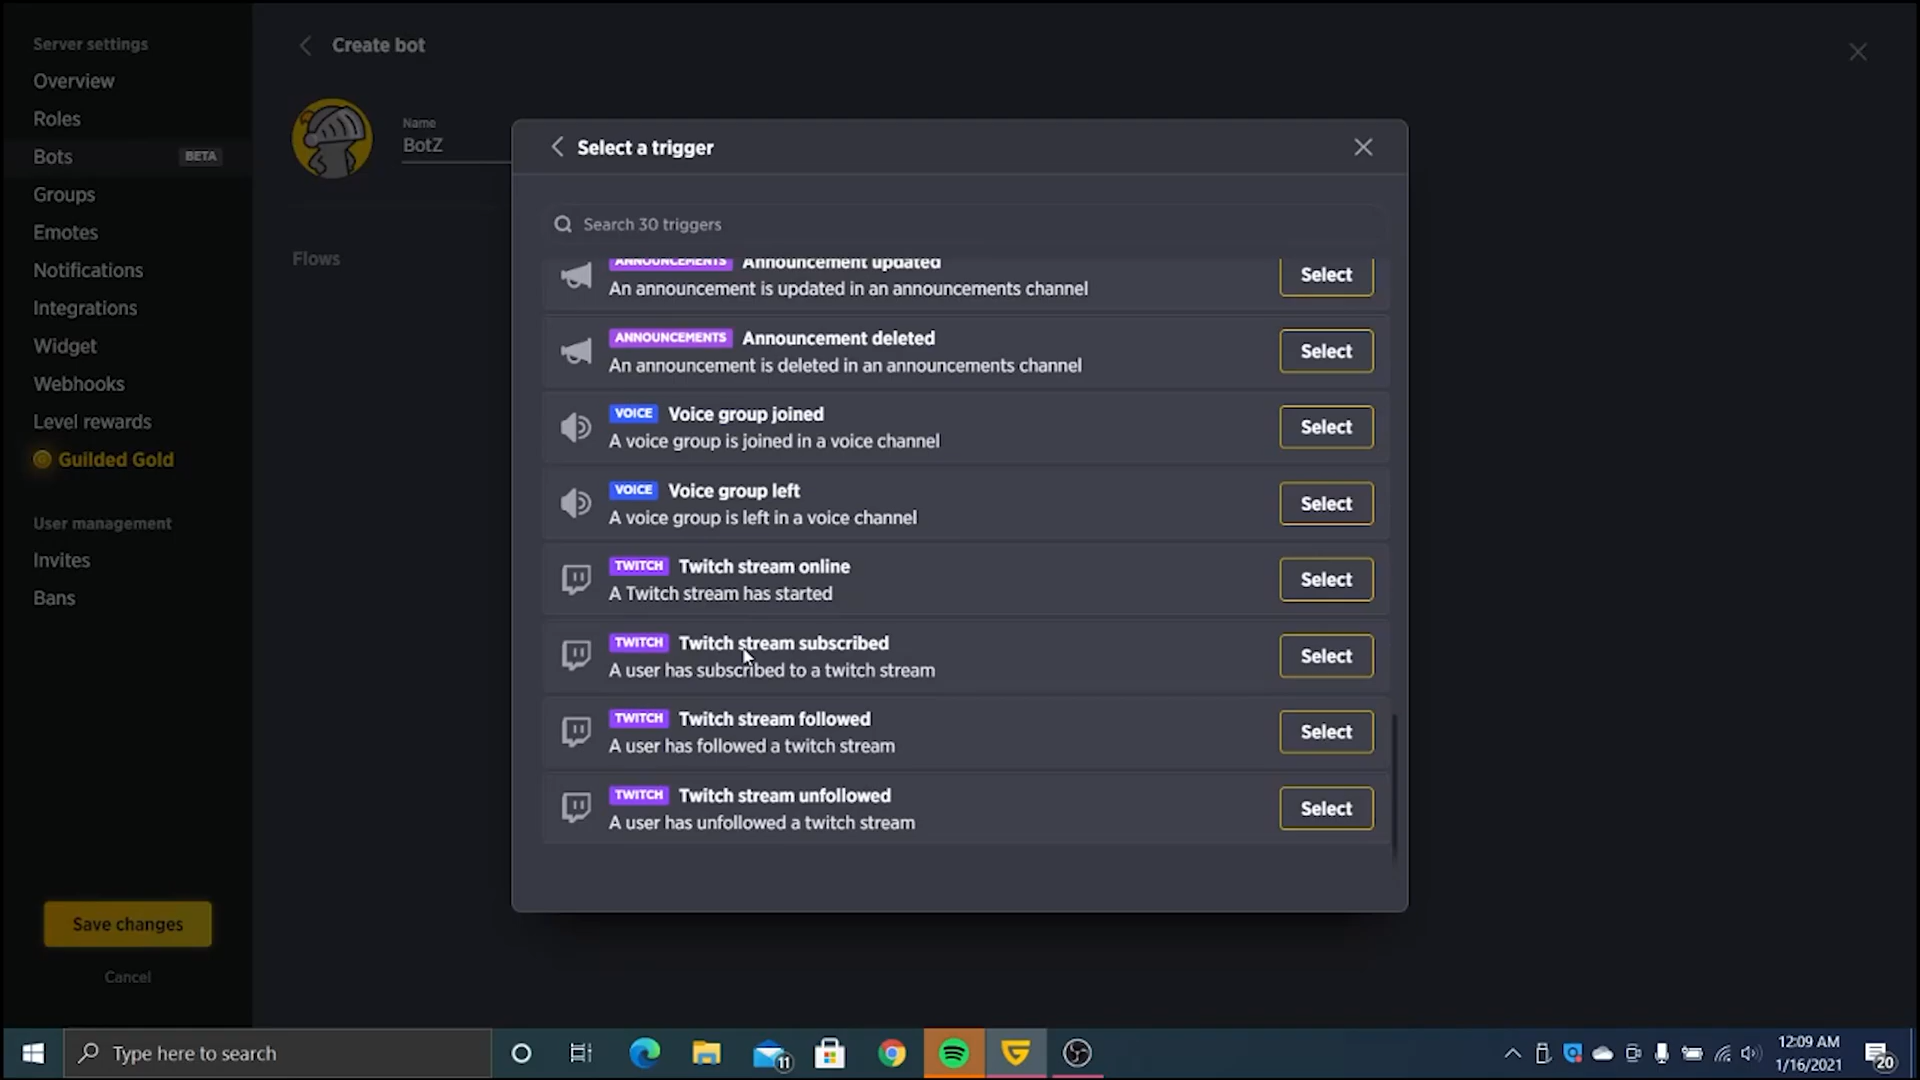 Server settings
Overview
Roles
Bots BETA
Groups
Emotes
Notifications
Integrations
Widget
Webhooks
Level rewards
Guilded Gold
User management
Invites
Bans
Save changes
Cancel
Create bot
Name
BotZ
Flows
Select a trigger
Search 30 triggers
ANNOUNCEMENTS Announcement updated
An announcement is updated in an announcements channel
Select
ANNOUNCEMENTS Announcement deleted
An announcement is deleted in an announcements channel
Select
VOICE Voice group joined
A voice group is joined in a voice channel
Select
VOICE Voice group left
A voice group is left in a voice channel
Select
TWITCH Twitch stream online
A Twitch stream has started
Select
TWITCH Twitch stream subscribed
A user has subscribed to a twitch stream
Select
TWITCH Twitch stream followed
A user has followed a twitch stream
Select
TWITCH Twitch stream unfollowed
A user has unfollowed a twitch stream
Select
Type here to search
11
12:09 AM
1/16/2021
20